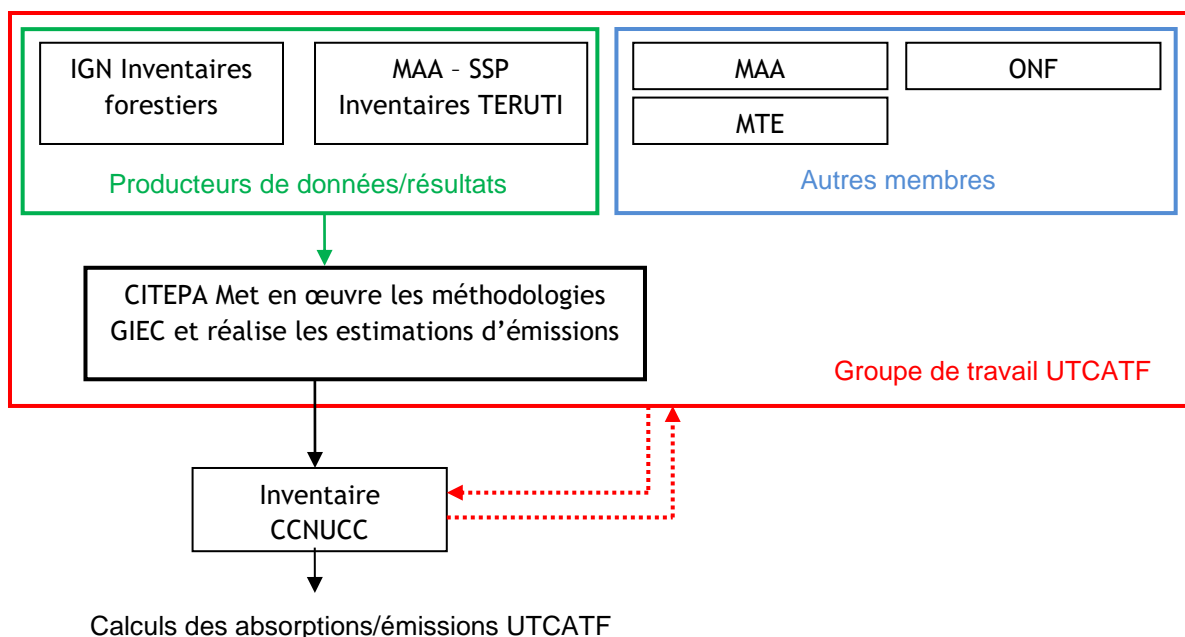 IGN Inventaires
forestiers
MAA – SSP
Inventaires TERUTI
Producteurs de données/résultats
MAA
ONF
MTE
Autres membres
CITEPA Met en œuvre les méthodologies
GIEC et réalise les estimations d’émissions
Groupe de travail UTCATF
Inventaire
CCNUCC
Calculs des absorptions/émissions UTCATF